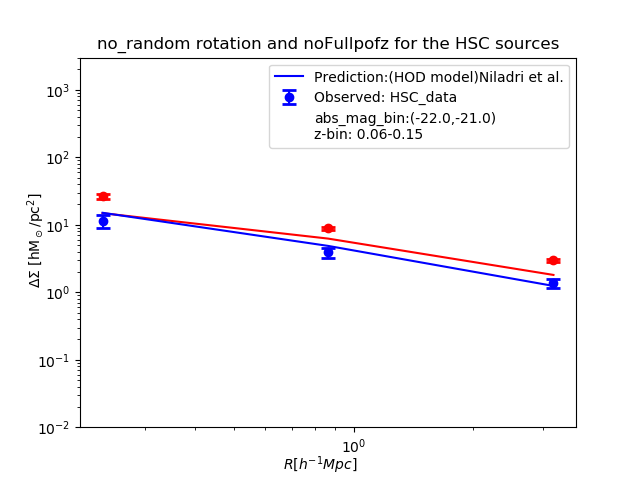 no_random rotation and noFullpofz for the HSC sources
Prediction:(HOD model)Niladri et al.
Observed: HSC_data
abs_mag_bin:(-22.0,-21.0)
z-bin: 0.06-0.15
10³
10²
10¹
10⁰
10⁻¹
10⁻²
ΔΣ [hM⊙/pc²]
10⁰
R[h⁻¹Mpc]